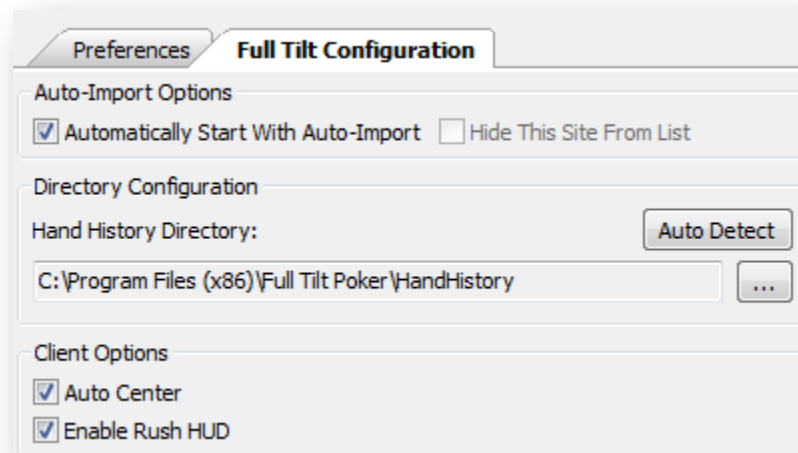 Preferences Full Tilt Configuration
Auto-Import Options
Automatically Start With Auto-Import Hide This Site From List
Directory Configuration
Hand History Directory: Auto Detect
C:\Program Files (x86)\Full Tilt Poker\HandHistory ...
Client Options
Auto Center
Enable Rush HUD